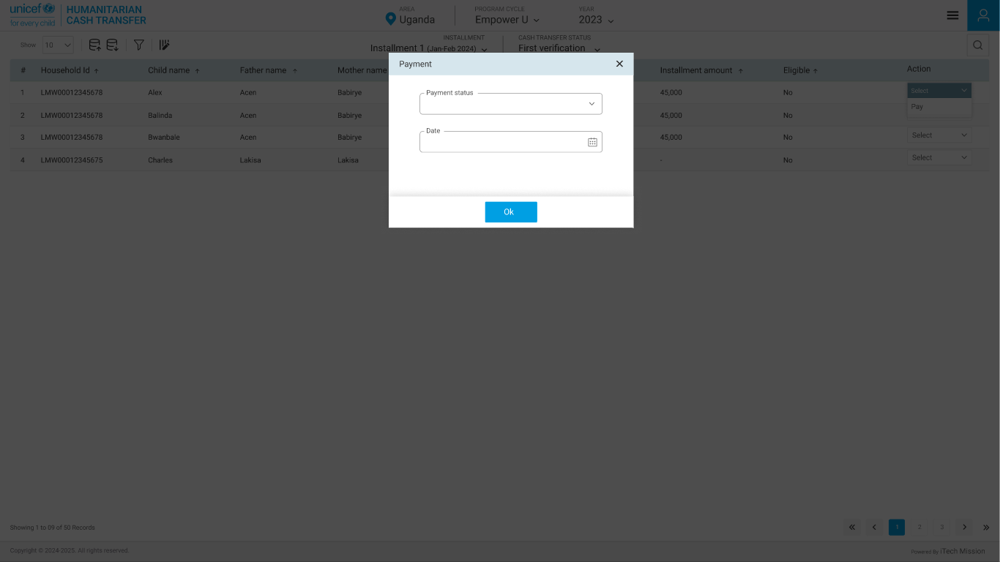 unicef
for every child
HUMANITARIAN
CASH TRANSFER
AREA
Uganda
PROGRAM CYCLE
Empower U
YEAR
2023
Show 10
INSTALLMENT
Installment 1 (Jan-Feb 2024)
CASH TRANSFER STATUS
First verification
Payment
Payment status
Date
Ok
# Household Id Child name Father name Mother name Installment amount Eligible Action
1 LMW00012345678 Alex Acen Babirye 45,000 No Select
Pay
2 LMW00012345678 Balinda Acen Babirye 45,000 No
3 LMW00012345678 Bwanbale Acen Babirye 45,000 No Select
4 LMW00012345675 Charles Lakisa Lakisa - No Select
Showing 1 to 09 of 50 Records
1 2 3
Copyright © 2024-2025. All rights reserved.
Powered By iTech Mission